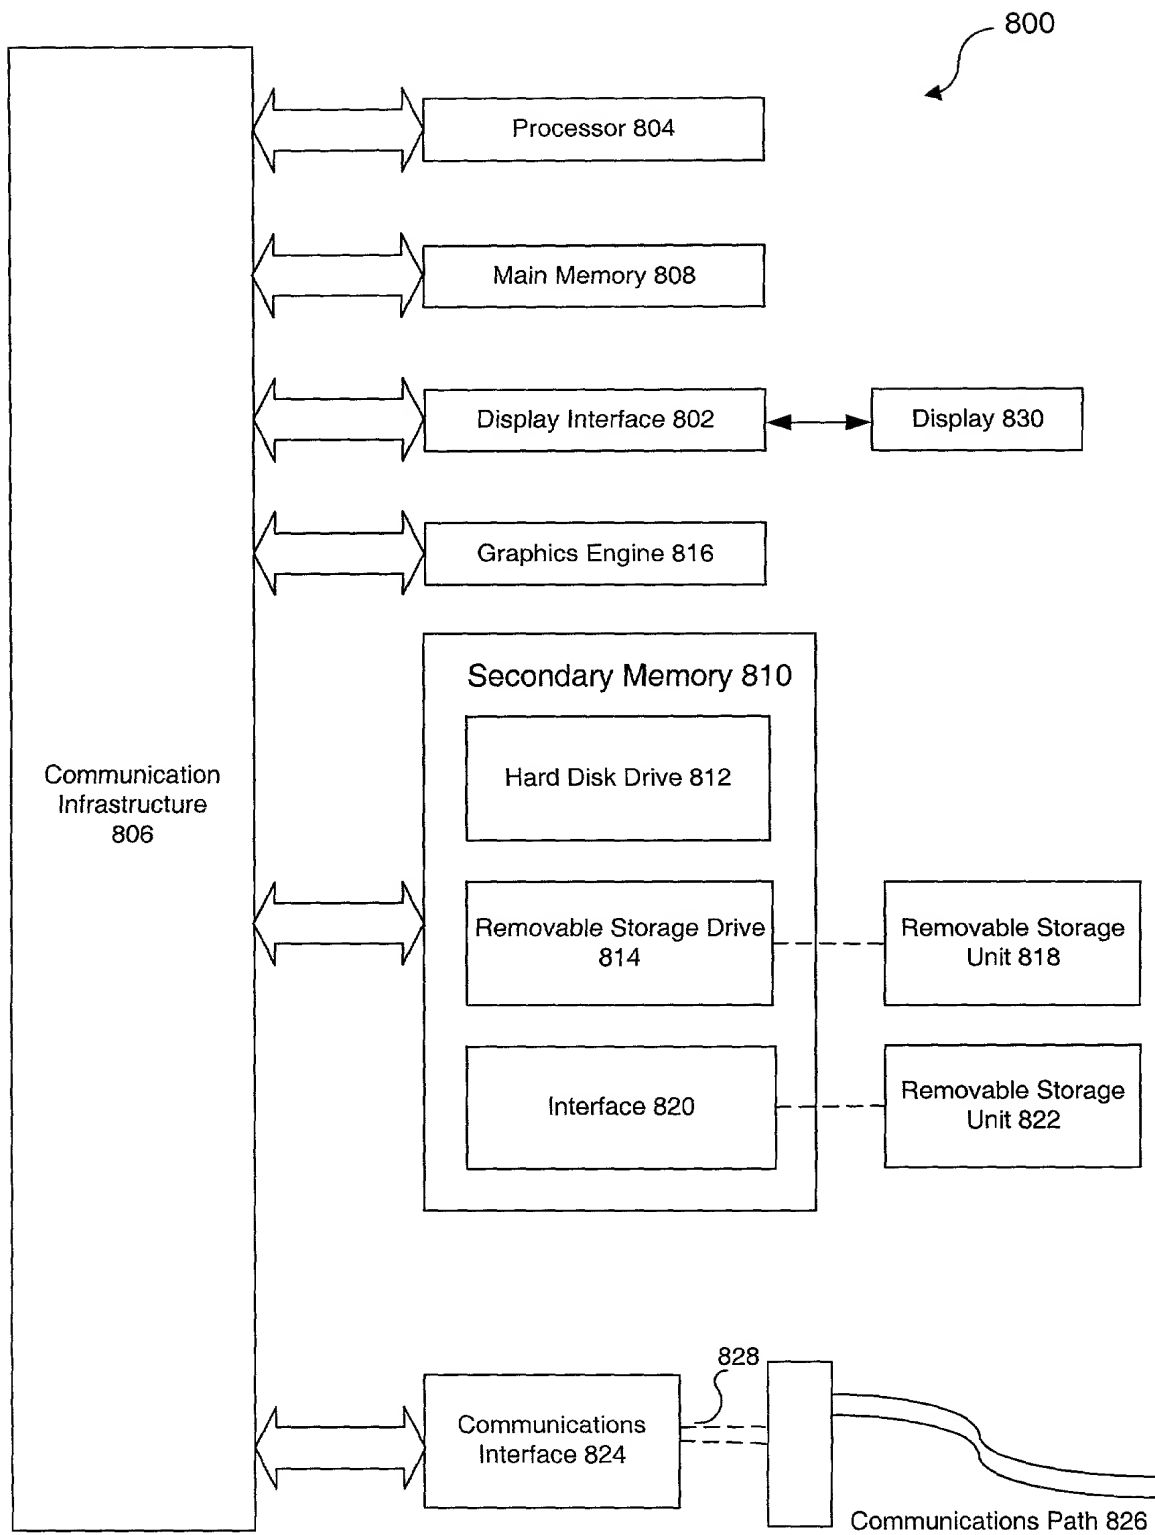 800
Processor 804
Main Memory 808
Display Interface 802
Display 830
Graphics Engine 816
Secondary Memory 810
Hard Disk Drive 812
Communication
Infrastructure
806
Removable Storage Drive
814
Removable Storage
Unit 818
Interface 820
Removable Storage
Unit 822
828
Communications
Interface 824
Communications Path 826